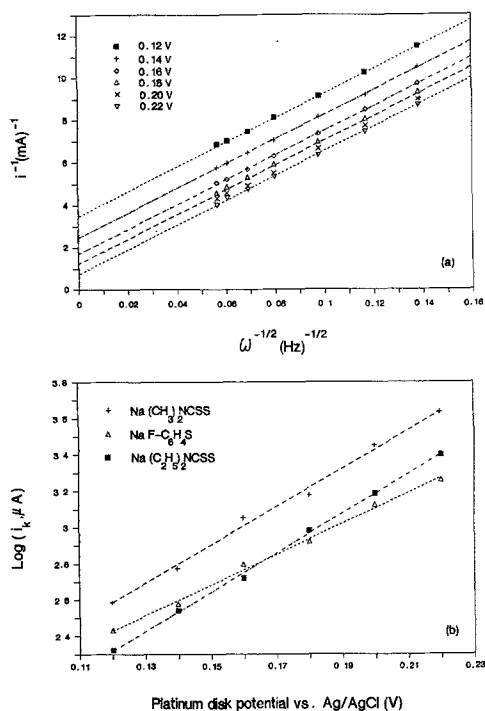 12
10
8
6
4
2
0
i⁻¹(mA)⁻¹
0.12 V
0.14 V
0.16 V
0.18 V
0.20 V
0.22 V
(a)
0
0.02
0.04
0.06
0.08
0.1
0.12
0.14
0.16
ω⁻¹/² (Hz)⁻¹/²
3.8
3.6
3.4
3.2
3
2.8
2.6
2.4
Log (iₖ,μA)
Na (CH₃)₂NCSS
Na F-C₆H₄S
Na (C₂H₅)₂NCSS
(b)
0.11
0.13
0.15
0.17
0.19
0.21
0.23
Platinum disk potential vs. Ag/AgCl (V)